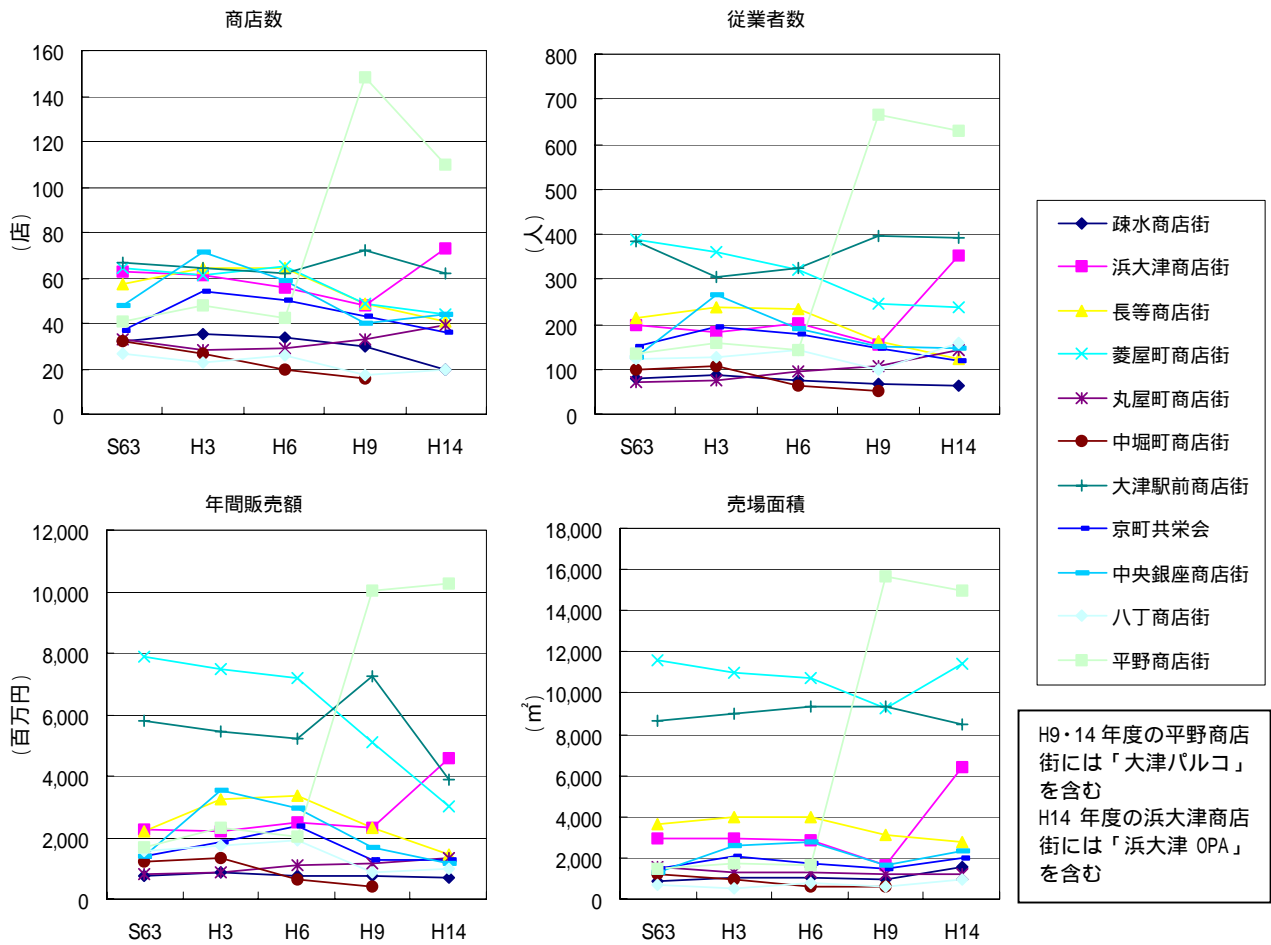 商店数
160
140
120
100
80
60
40
20
0
（店）
S63 H3 H6 H9 H14
従業者数
800
700
600
500
400
300
200
100
0
（人）
S63 H3 H6 H9 H14
年間販売額
12,000
10,000
8,000
6,000
4,000
2,000
0
（百万円）
S63 H3 H6 H9 H14
売場面積
18,000
16,000
14,000
12,000
10,000
8,000
6,000
4,000
2,000
0
（㎡）
S63 H3 H6 H9 H14
疎水商店街
浜大津商店街
長等商店街
菱屋町商店街
丸屋町商店街
中堀町商店街
大津駅前商店街
京町共栄会
中央銀座商店街
八丁商店街
平野商店街
H9・14 年度の平野商店
街には「大津パルコ」
を含む
H14 年度の浜大津商店
街には「浜大津 OPA」
を含む